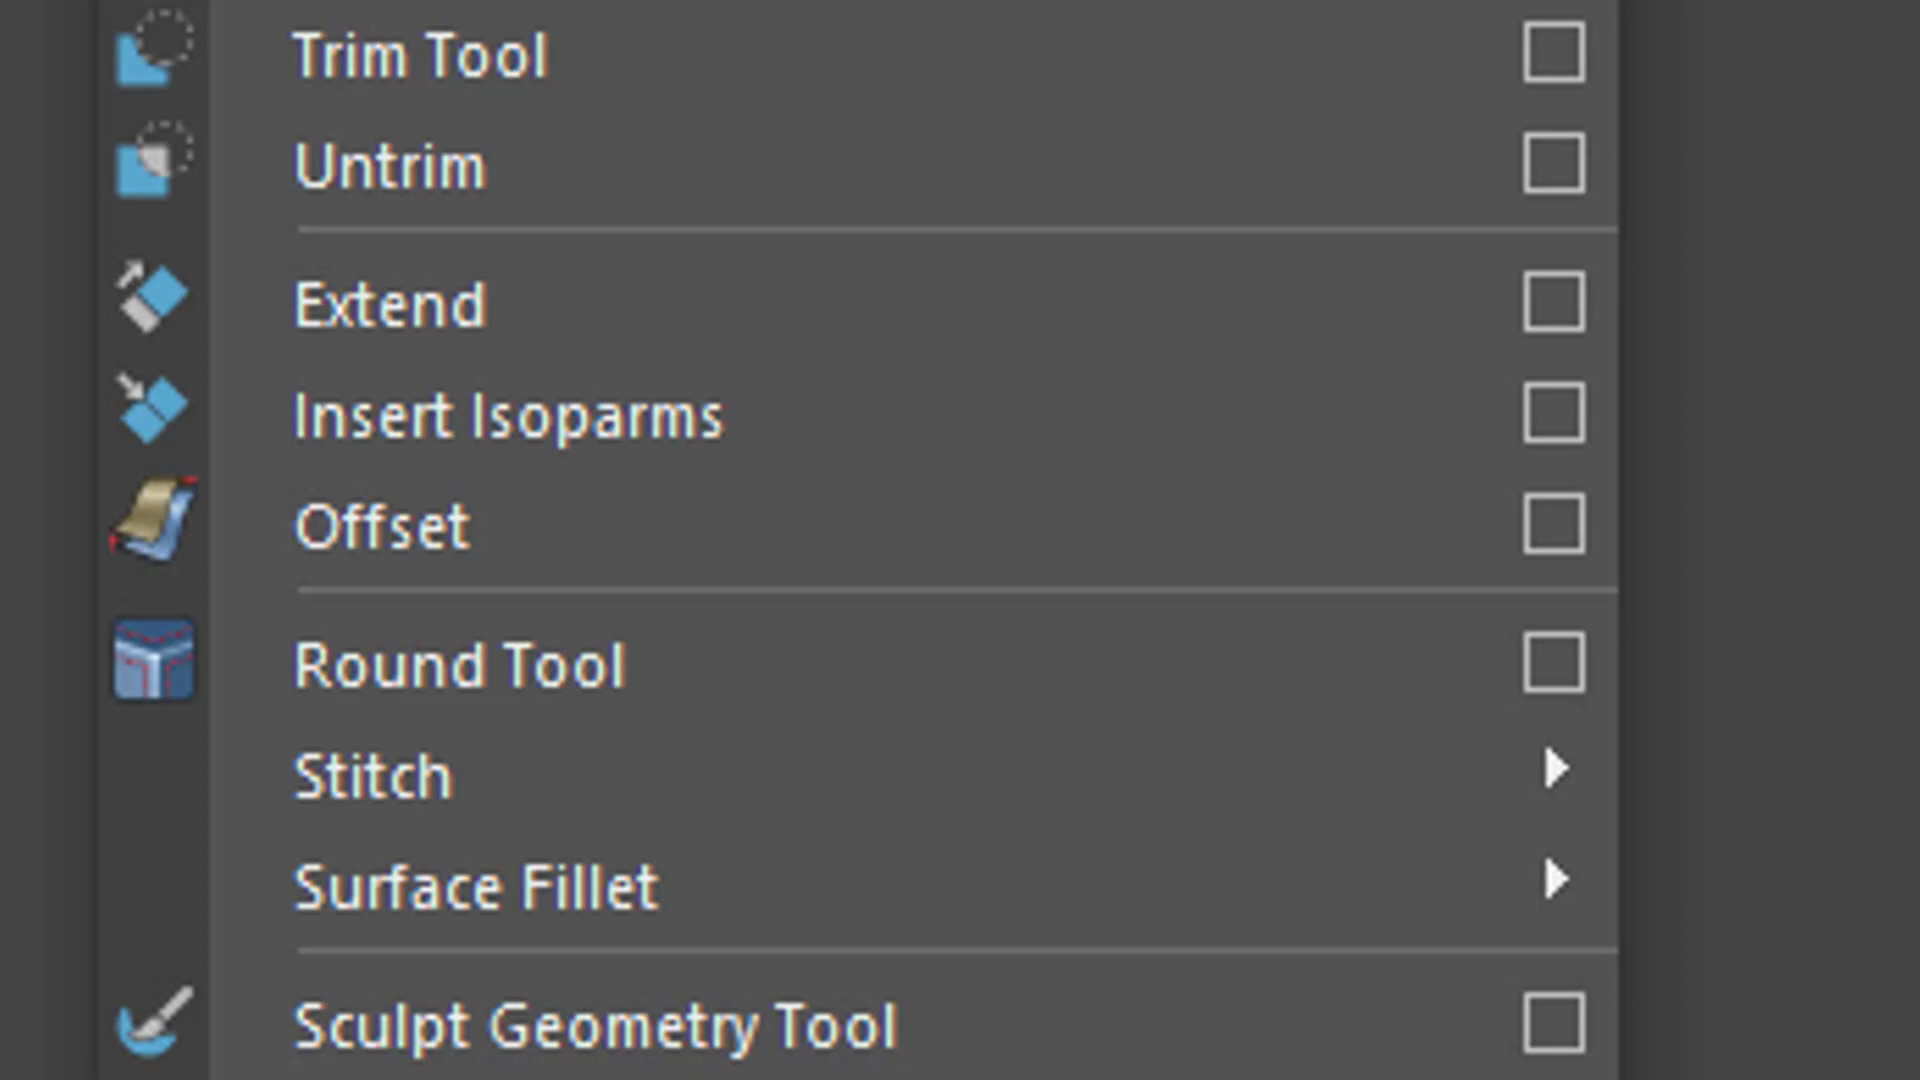 Trim Tool
Untrim
Extend
Insert Isoparms
Offset
Round Tool
Stitch
Surface Fillet
Sculpt Geometry Tool